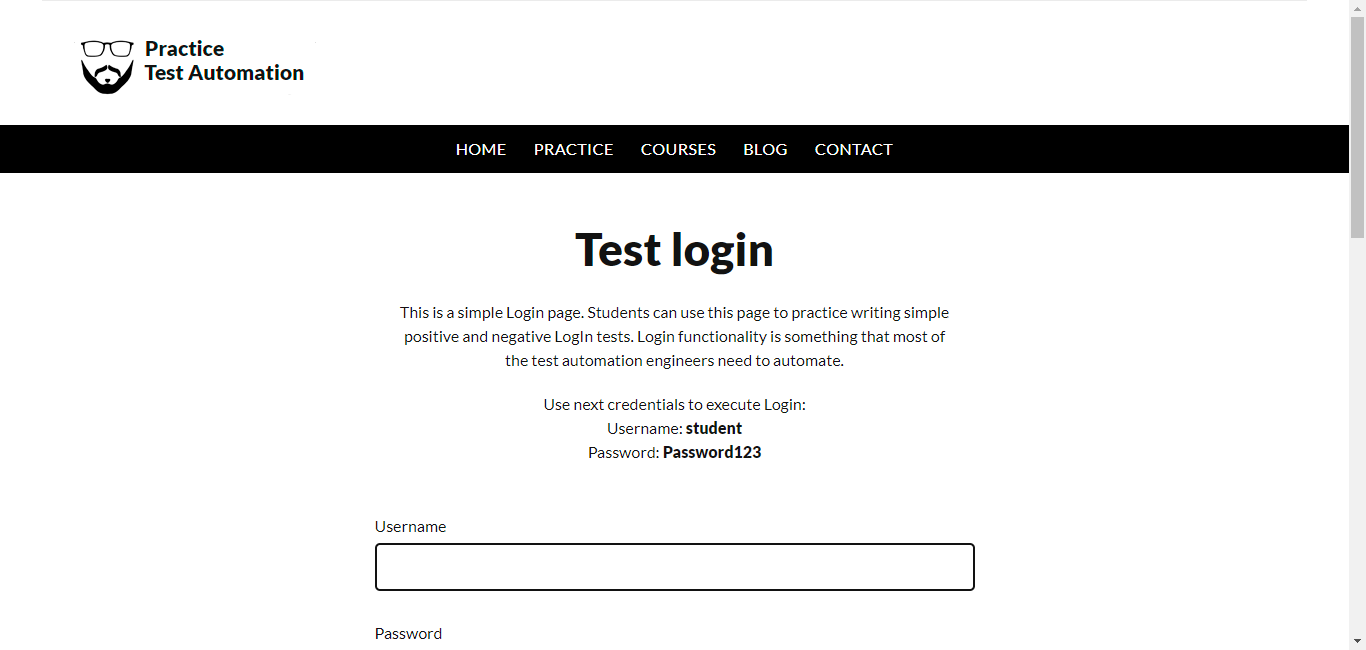 Practice
Test Automation
HOME PRACTICE COURSES BLOG CONTACT
Test login
This is a simple Login page. Students can use this page to practice writing simple
positive and negative LogIn tests. Login functionality is something that most of
the test automation engineers need to automate.
Use next credentials to execute Login:
Username: student
Password: Password123
Username
Password